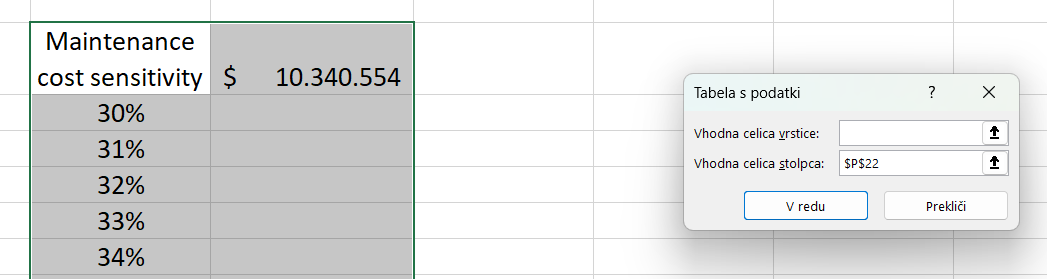 Maintenance
cost sensitivity
$ 10.340.554
30%
31%
32%
33%
34%
Tabela s podatki
?
Vhodna celica vrstice:
Vhodna celica stolpca:
$P$22
V redu
Prekliči